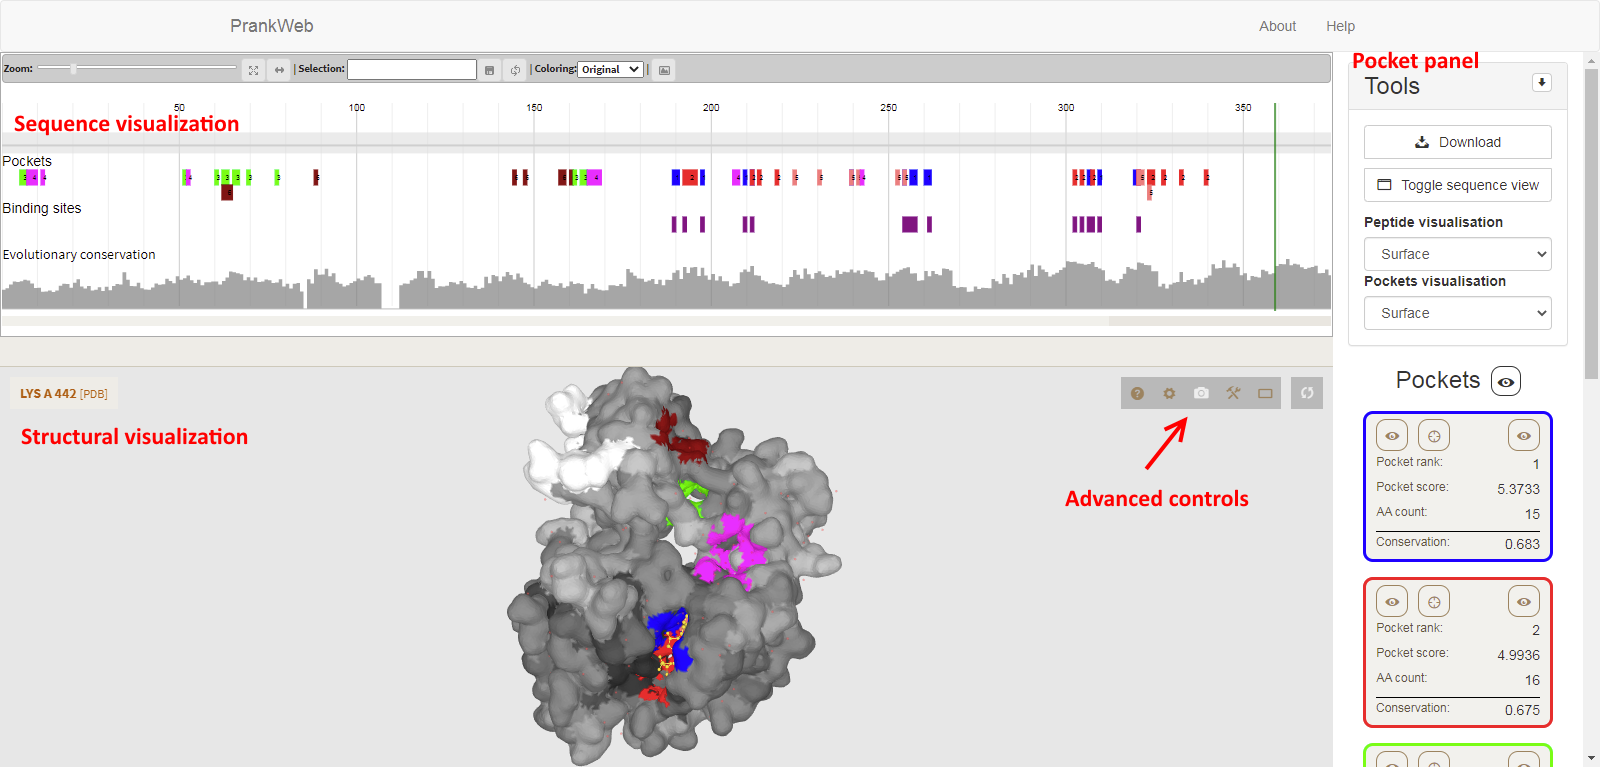 PrankWeb
About
Help
Zoom:
Selection:
Coloring:
Original
Pocket panel
Tools
50
100
150
200
250
300
350
Sequence visualization
Download
Pockets
Toggle sequence view
Binding sites
Peptide visualisation
Surface
Evolutionary conservation
Pockets visualisation
Surface
Pockets
LYS A 442 [PDB]
Structural visualization
Advanced controls
Pocket rank: 1
Pocket score: 5.3733
AA count: 15
Conservation: 0.683
Pocket rank: 2
Pocket score: 4.9936
AA count: 16
Conservation: 0.675